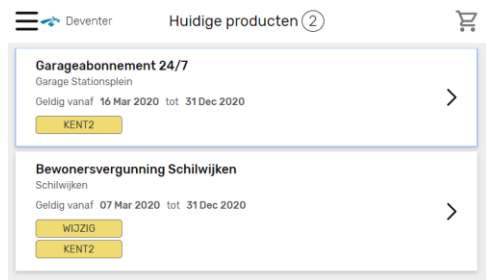 Deventer
Huidige producten 2
Garageabonnement 24/7
Garage Stationsplein
Geldig vanaf 16 Mar 2020 tot 31 Dec 2020
KENT2
Bewonersvergunning Schilwijken
Schilwijken
Geldig vanaf 07 Mar 2020 tot 31 Dec 2020
WIJZIG
KENT2